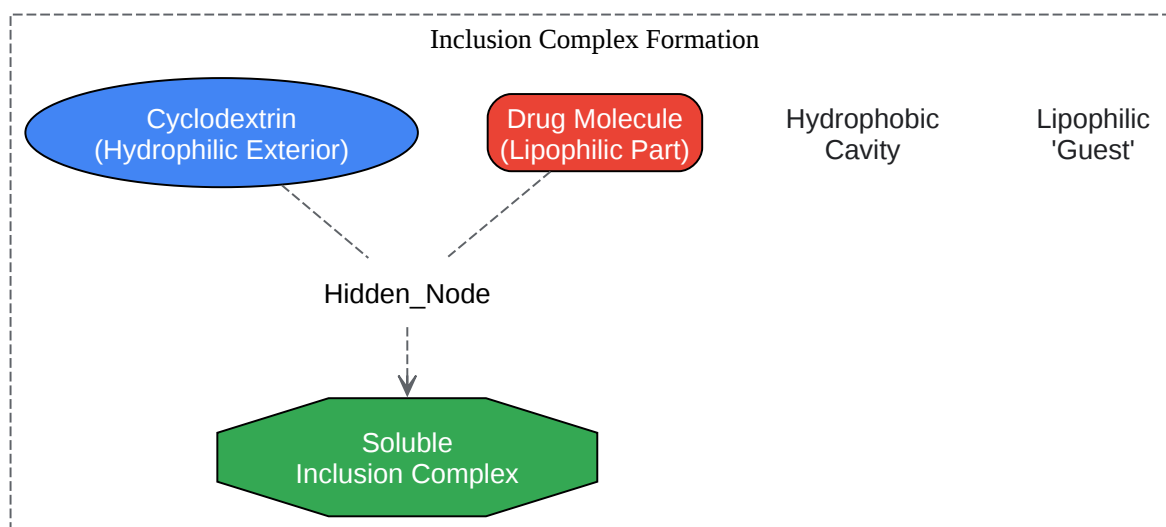 Inclusion Complex Formation
Cyclodextrin
(Hydrophilic Exterior)
Drug Molecule
(Lipophilic Part)
Hydrophobic
Cavity
Lipophilic
'Guest'
Hidden_Node
Soluble
Inclusion Complex